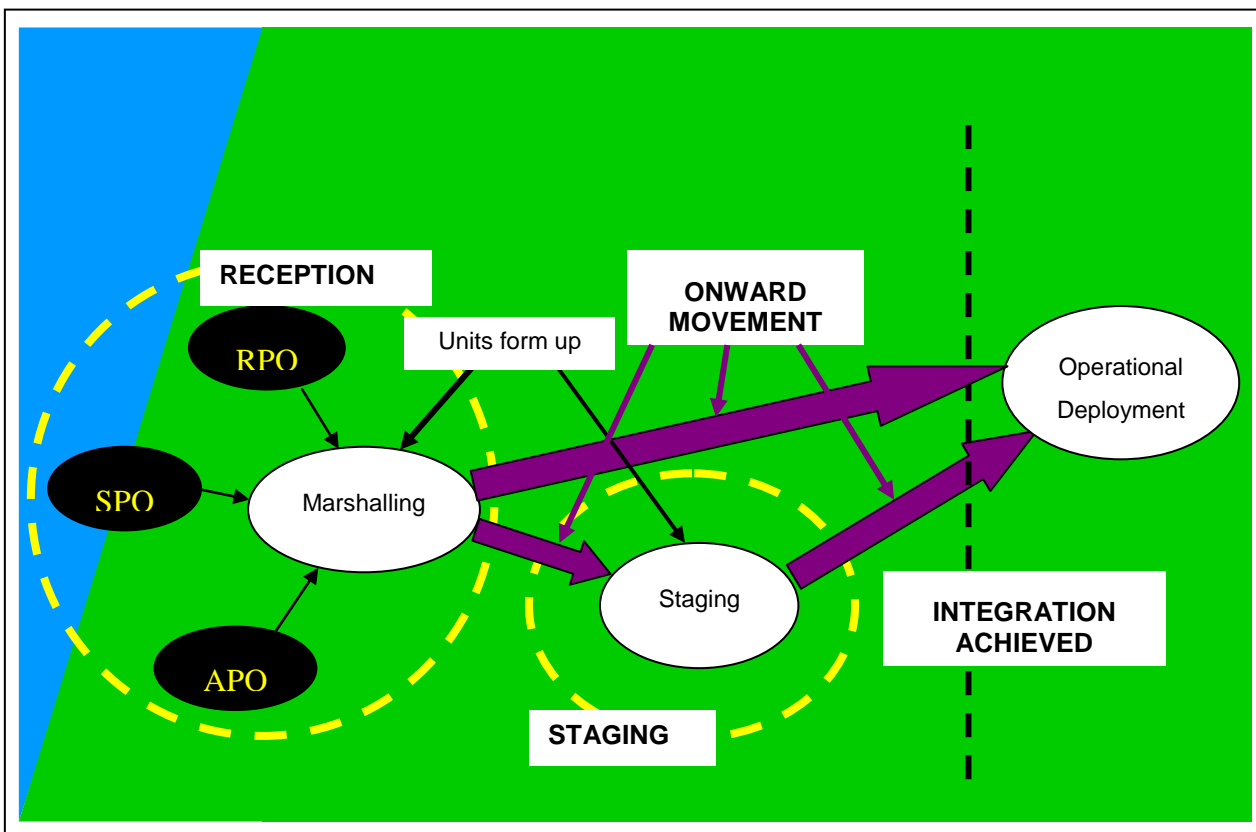 RECEPTION
ONWARD
MOVEMENT
RPO
Units form up
Operational
Deployment
SPO
Marshalling
Staging
INTEGRATION
ACHIEVED
APO
STAGING